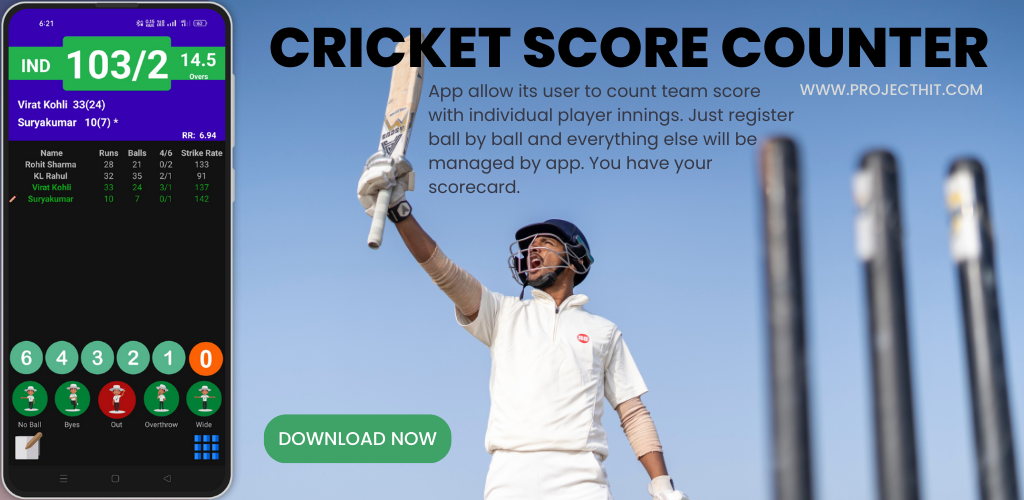 6:21
IND
103/2
14.5
Overs
Virat Kohli 33(24)
Suryakumar 10(7) *
RR: 6.94
Name Runs Balls 4/6 Strike Rate
Rohit Sharma 28 21 0/2 133
KL Rahul 32 35 2/1 91
Virat Kohli 33 24 3/1 137
Suryakumar 10 7 0/1 142
6 4 3 2 1 0
No Ball Byes Out Overthrow Wide
CRICKET SCORE COUNTER
WWW.PROJECTHIT.COM
App allow its user to count team score
with individual player innings. Just register
ball by ball and everything else will be
managed by app. You have your
scorecard.
DOWNLOAD NOW